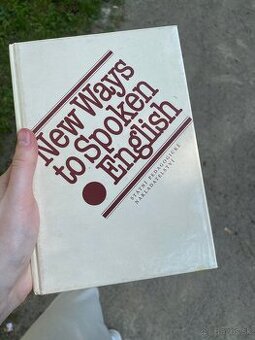 New Ways
to Spoken
English
STÁTNÍ PEDAGOGICKÉ
NAKLADATELSTVÍ